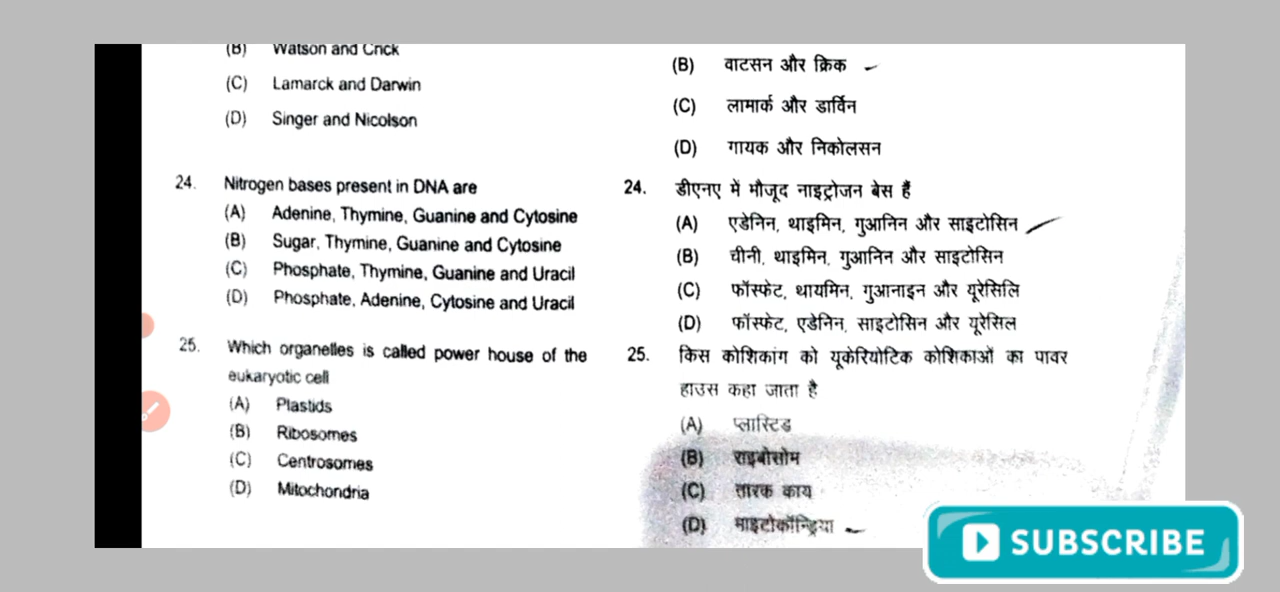 (B) Watson and Crick
(C) Lamarck and Darwin
(D) Singer and Nicolson
24. Nitrogen bases present in DNA are
(A) Adenine, Thymine, Guanine and Cytosine
(B) Sugar, Thymine, Guanine and Cytosine
(C) Phosphate, Thymine, Guanine and Uracil
(D) Phosphate, Adenine, Cytosine and Uracil
25. Which organelles is called power house of the
eukaryotic cell
(A) Plastids
(B) Ribosomes
(C) Centrosomes
(D) Mitochondria
(B) वाटसन और क्रिक
(C) लामार्क और डार्विन
(D) गायक और निकोलसन
24. डीएनए में मौजूद नाइट्रोजन बेस हैं
(A) एडेनिन, थाइमिन, गुआनिन और साइटोसिन
(B) चीनी, थाइमिन, गुआनिन और साइटोसिन
(C) फॉस्फेट, थायमिन, गुआनाइन और यूरेसिलि
(D) फॉस्फेट, एडेनिन, साइटोसिन और यूरेसिल
25. किस कोशिकांग को यूकेरियोटिक कोशिकाओं का पावर
हाउस कहा जाता है
(A) प्लास्टिड
(B) राइबोसोम
(C) तारक काय
(D) माइटोकॉन्ड्रिया
SUBSCRIBE